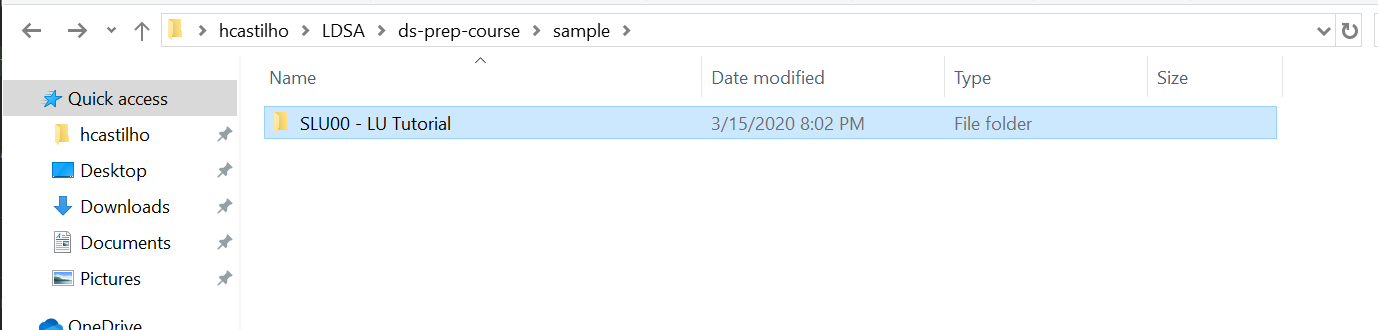 hcastilho > LDSA > ds-prep-course > sample >
Name Date modified Type Size
Quick access
SLU00 - LU Tutorial 3/15/2020 8:02 PM File folder
hcastilho
Desktop
Downloads
Documents
Pictures
OneDrive